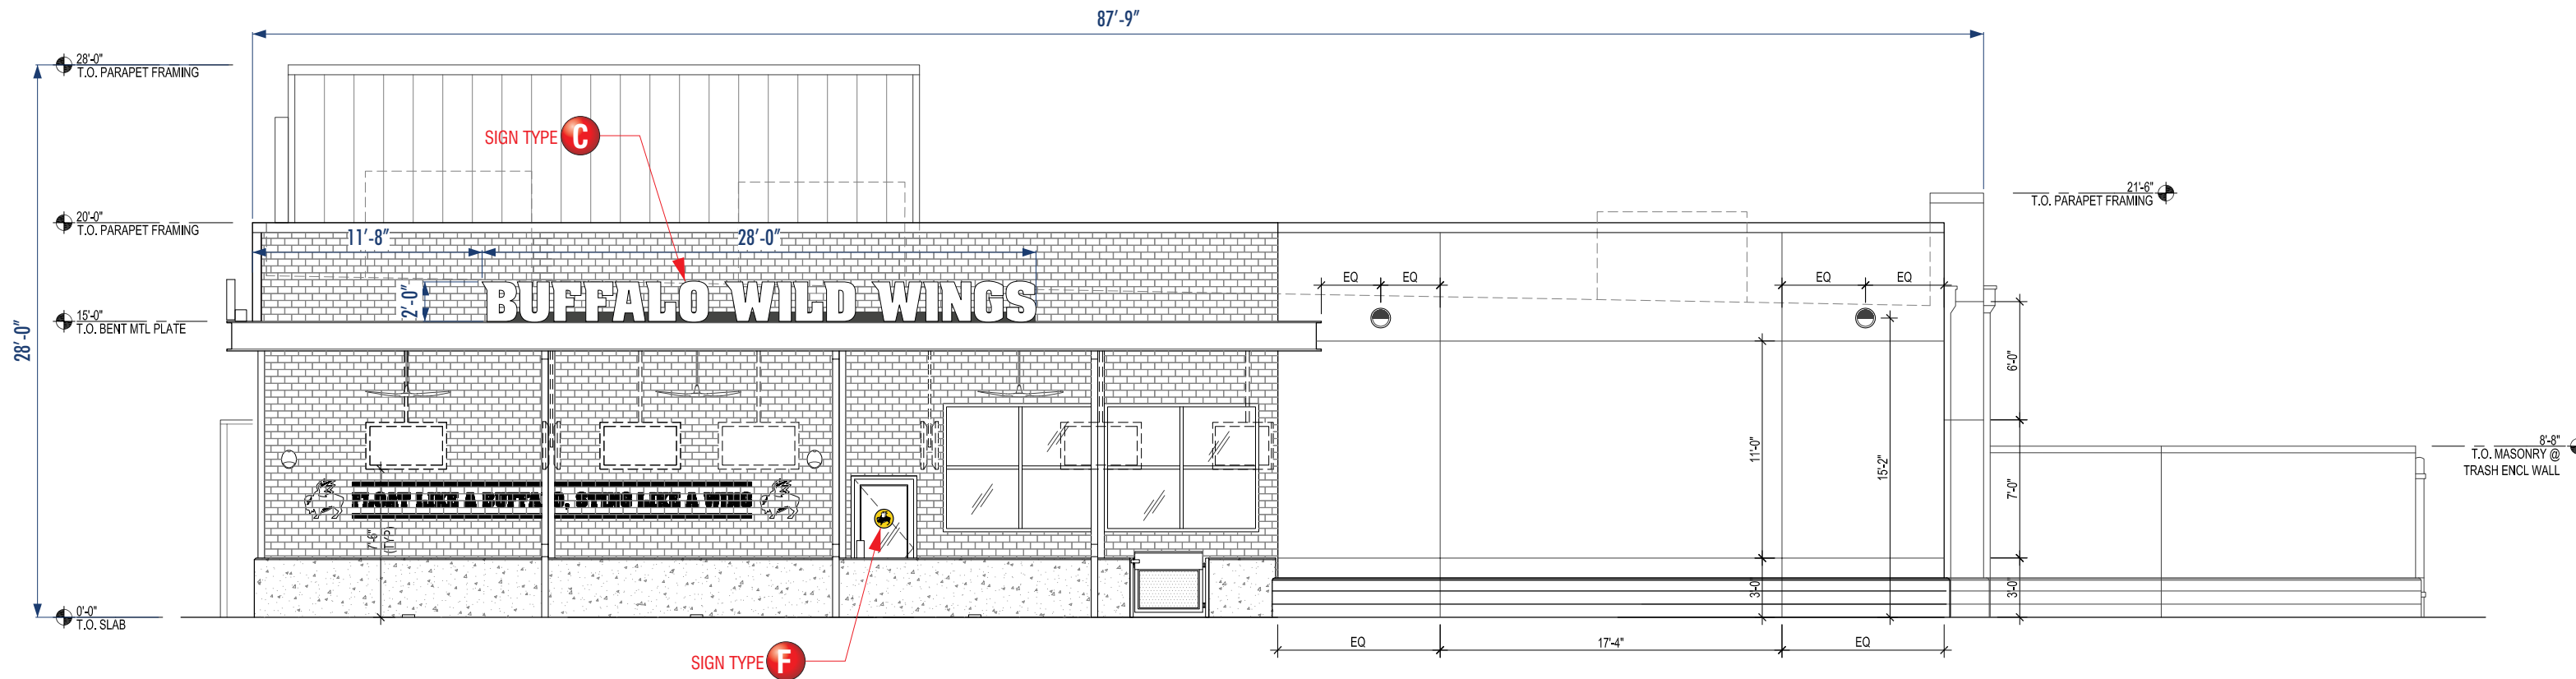 87'-9"
28'-0"
T.O. PARAPET FRAMING
SIGN TYPE C
21'-6"
T.O. PARAPET FRAMING
20'-0"
T.O. PARAPET FRAMING
11'-8"
28'-0"
EQ
EQ
EQ
EQ
2'-0"
BUFFALO WILD WINGS
15'-0"
T.O. BENT MTL PLATE
28'-0"
6'-0"
11'-0"
15'-2"
8'-8"
T.O. MASONRY @
TRASH ENCL WALL
7'-0"
7'-6"
(TYP)
3'-0"
3'-0"
0'-0"
T.O. SLAB
EQ
17'-4"
EQ
SIGN TYPE F